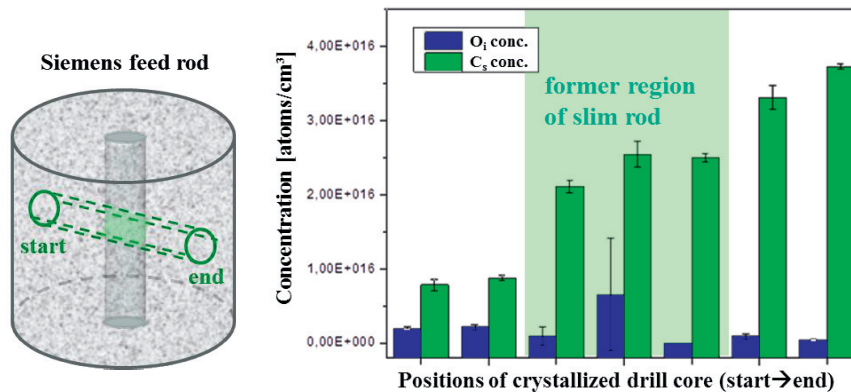 Siemens feed rod
start
end
Concentration [atoms/cm³]
4,00E+016
3,00E+016
2,00E+016
1,00E+016
0,00E+000
Oi conc.
Cs conc.
former region
of slim rod
Positions of crystallized drill core (start→end)